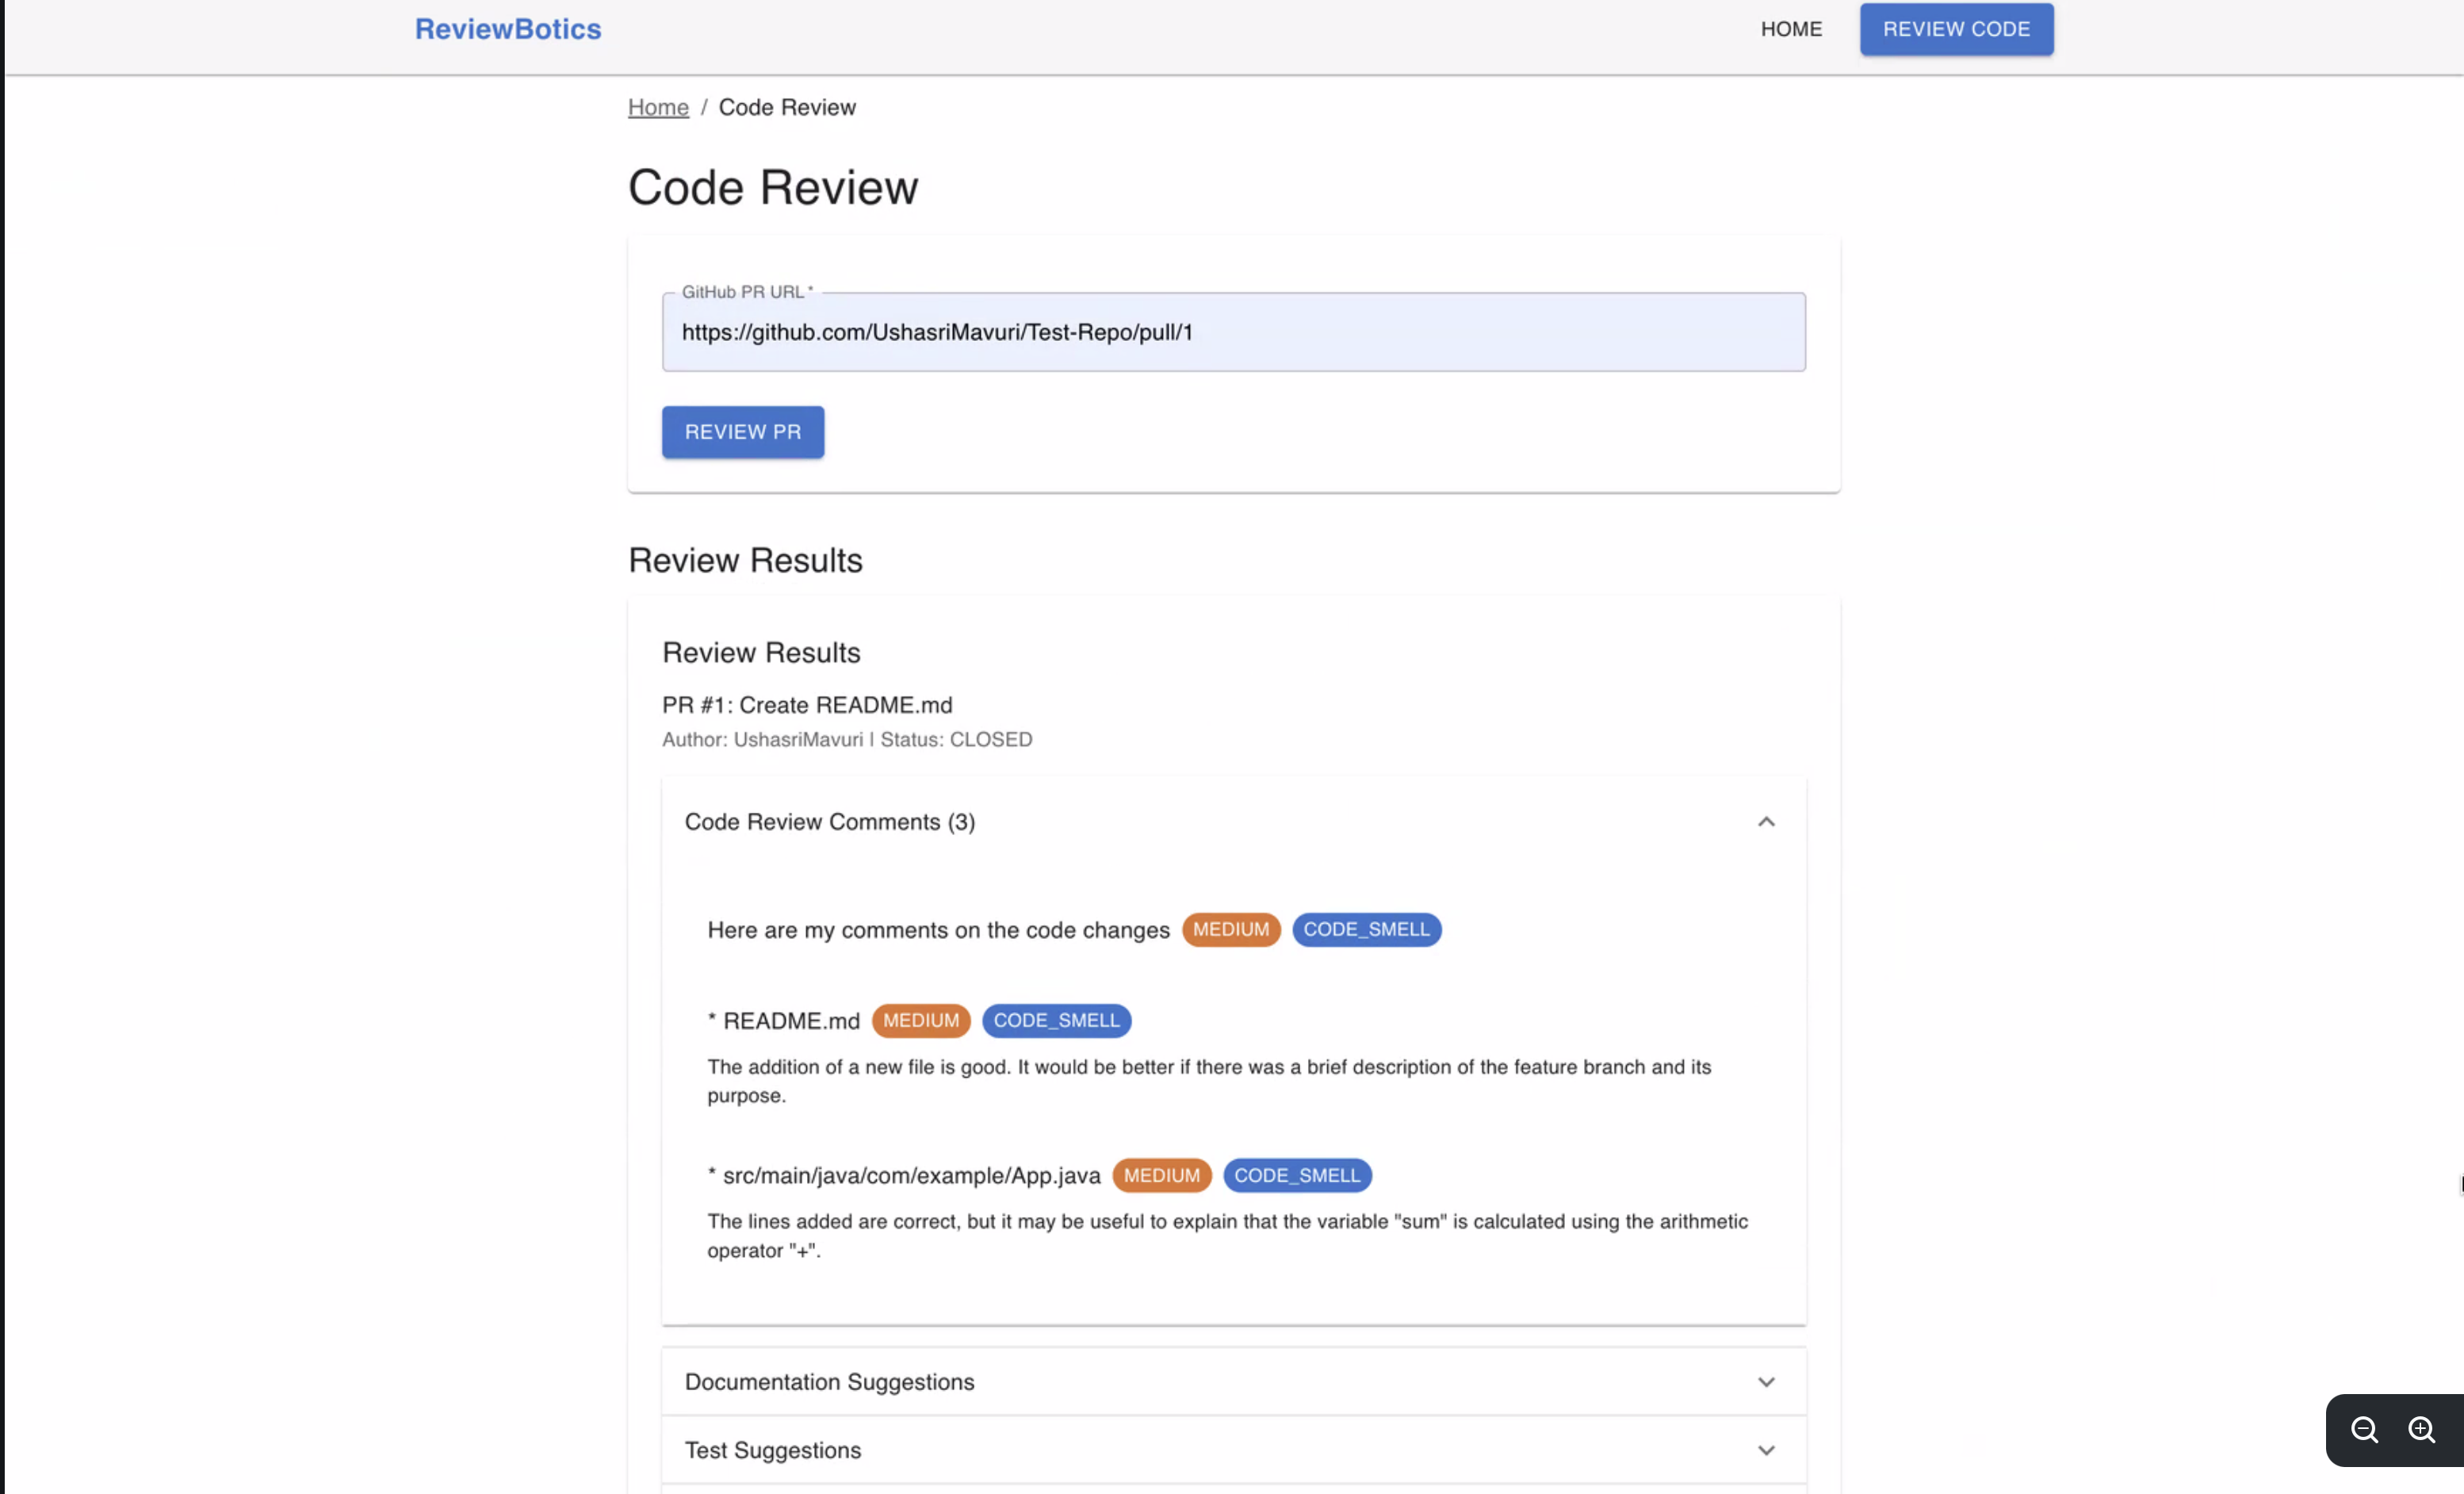 ReviewBotics
HOME
REVIEW CODE
Home / Code Review
Code Review
GitHub PR URL *
https://github.com/UshasriMavuri/Test-Repo/pull/1
REVIEW PR
Review Results
Review Results
PR #1: Create README.md
Author: UshasriMavuri | Status: CLOSED
Code Review Comments (3)
Here are my comments on the code changes MEDIUM CODE_SMELL
* README.md MEDIUM CODE_SMELL
The addition of a new file is good. It would be better if there was a brief description of the feature branch and its
purpose.
* src/main/java/com/example/App.java MEDIUM CODE_SMELL
The lines added are correct, but it may be useful to explain that the variable "sum" is calculated using the arithmetic
operator "+".
Documentation Suggestions
Test Suggestions